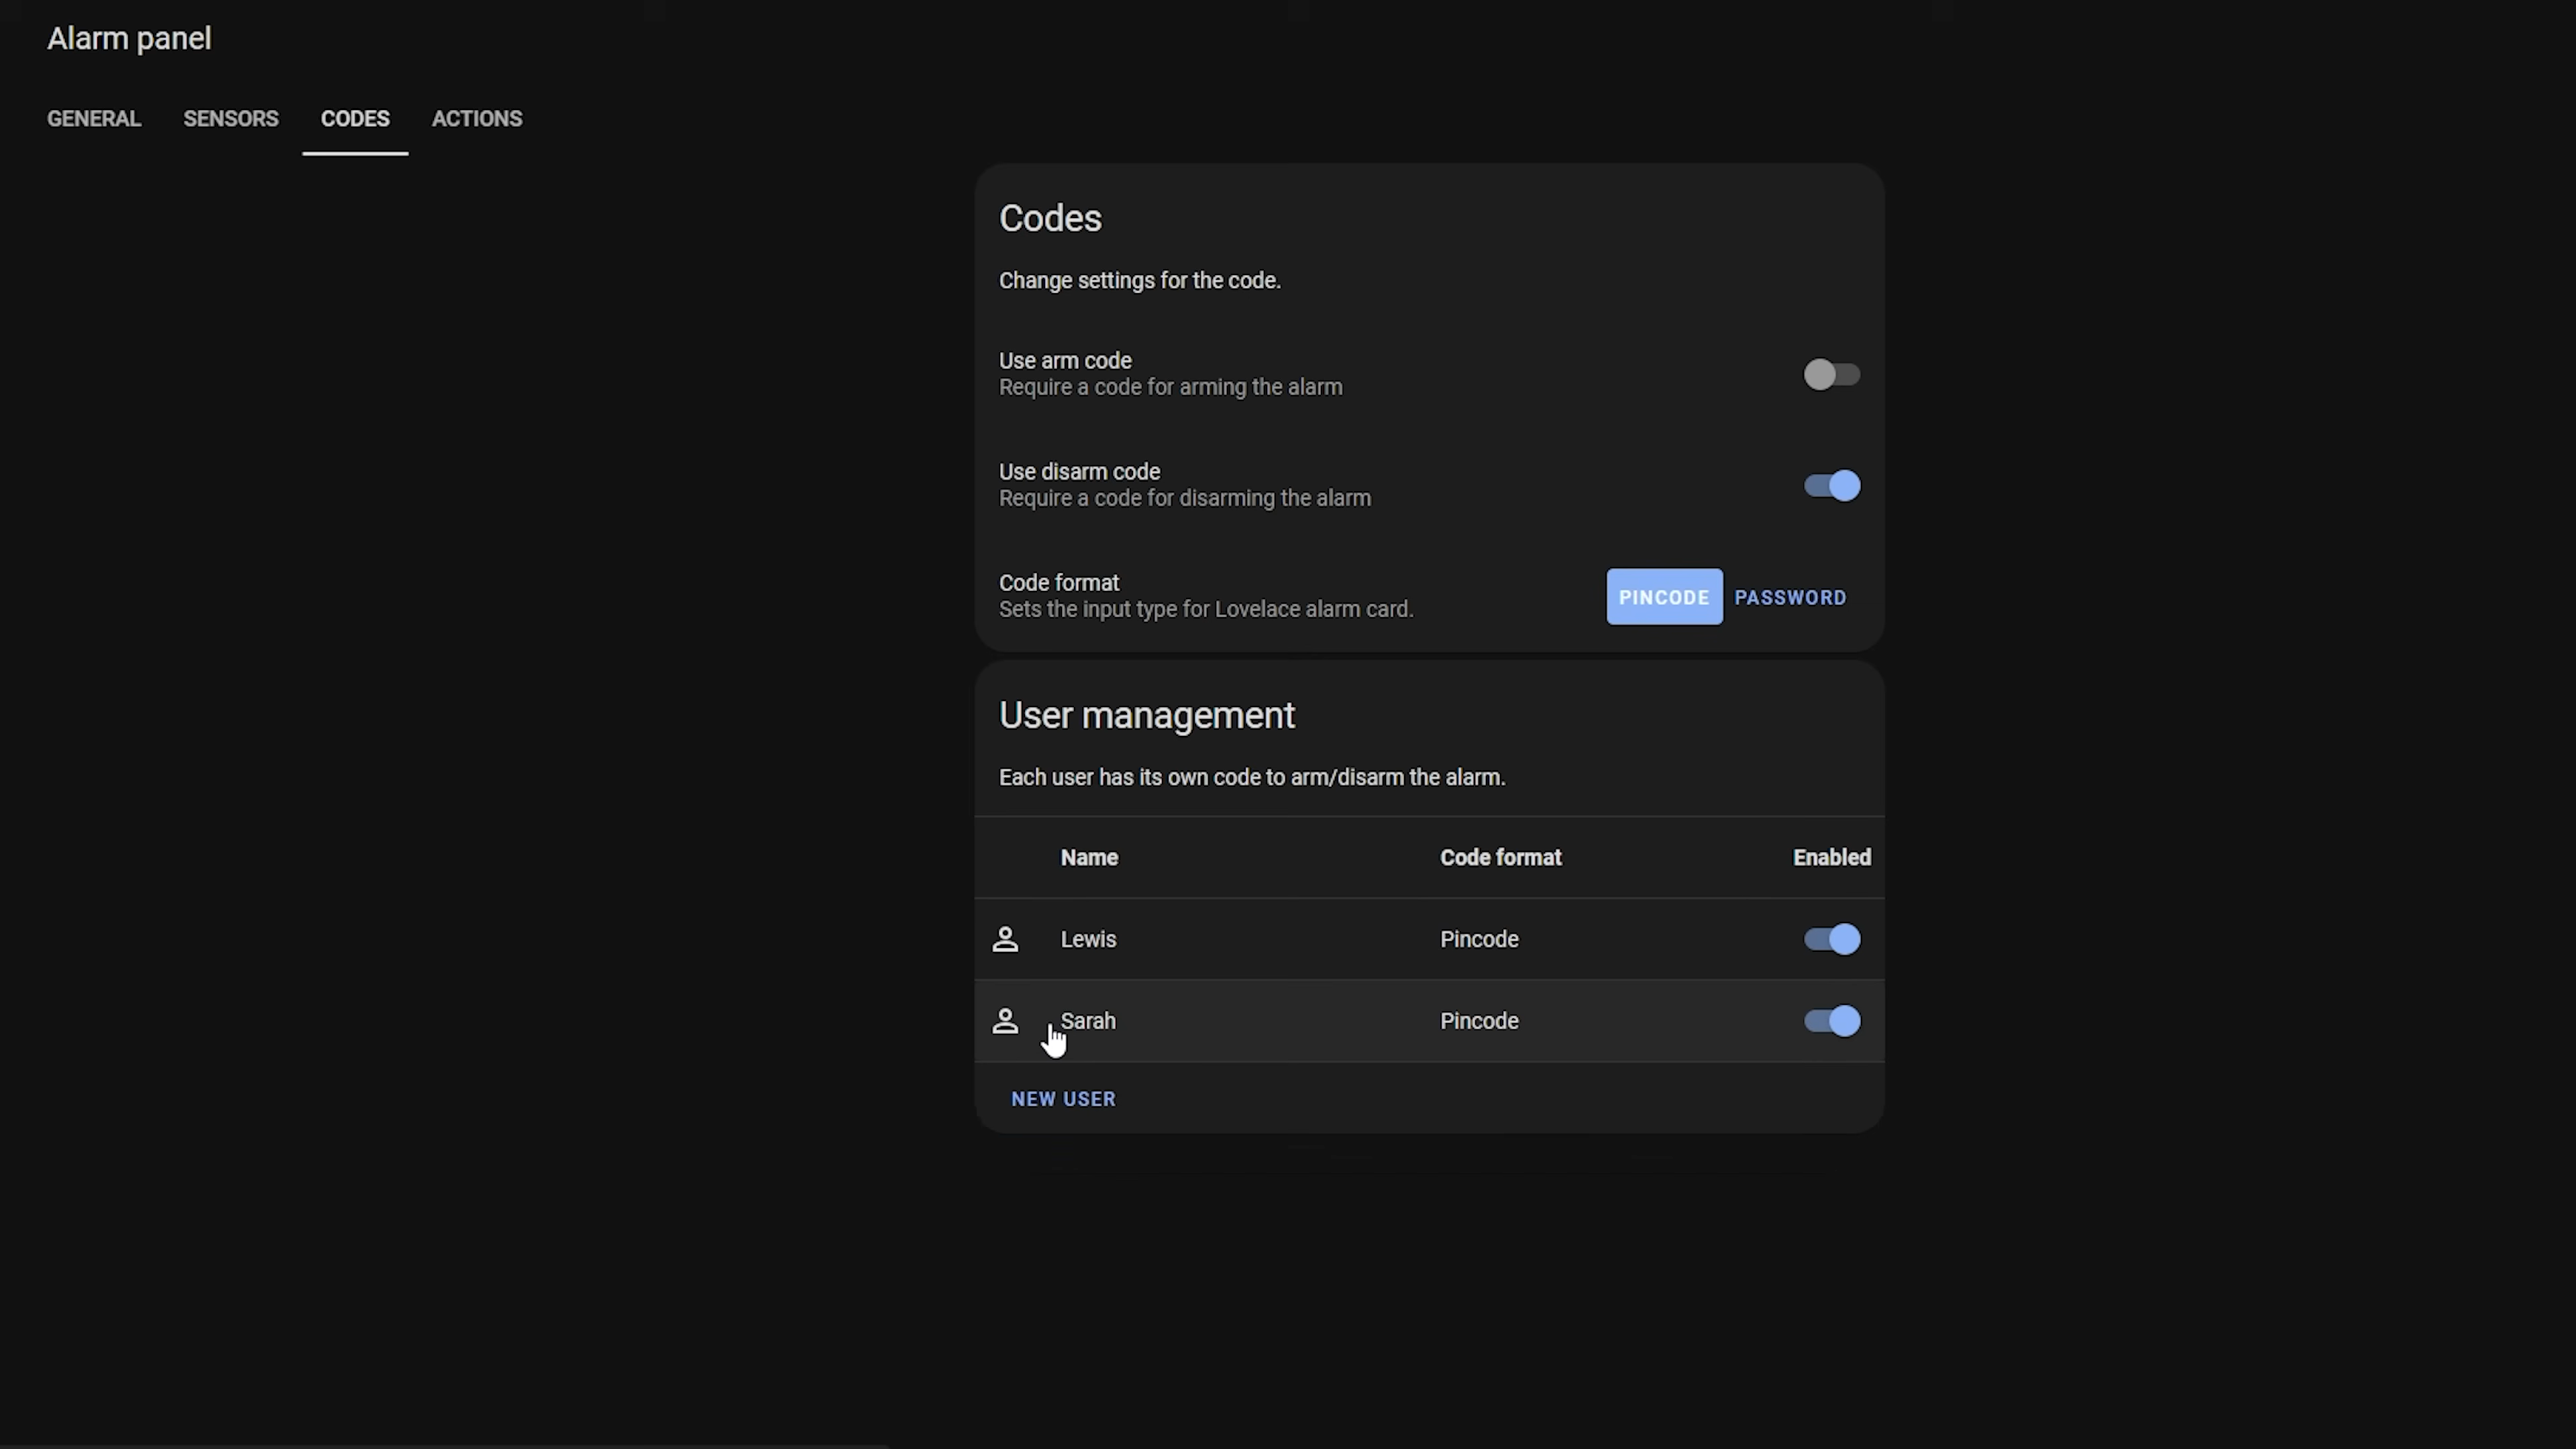 Alarm panel
GENERAL SENSORS CODES ACTIONS
Codes
Change settings for the code.
Use arm code
Require a code for arming the alarm
Use disarm code
Require a code for disarming the alarm
Code format
Sets the input type for Lovelace alarm card.
PINCODE PASSWORD
User management
Each user has its own code to arm/disarm the alarm.
Name Code format Enabled
Lewis Pincode
Sarah Pincode
NEW USER